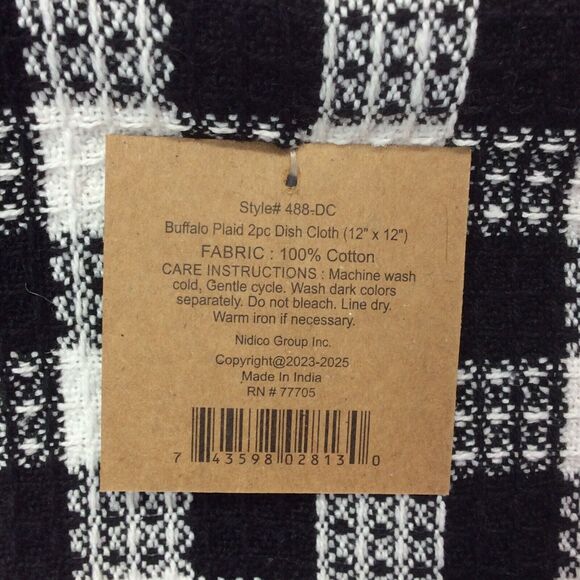 Style# 488-DC
Buffalo Plaid 2pc Dish Cloth (12" x 12")
FABRIC : 100% Cotton
CARE INSTRUCTIONS : Machine wash
cold, Gentle cycle. Wash dark colors
separately. Do not bleach. Line dry.
Warm iron if necessary.
Nidico Group Inc.
Copyright@2023-2025
Made In India
RN # 77705
7 43598 02813 0